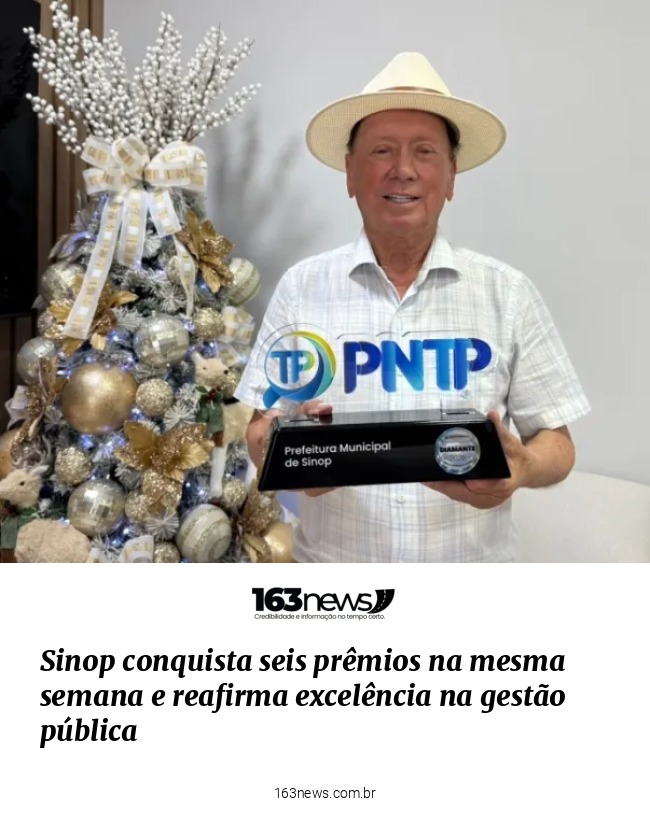 TP PNTP
Prefeitura Municipal
de Sinop
DIAMANTE
163news
Credibilidade e informação no tempo certo.
Sinop conquista seis prêmios na mesma
semana e reafirma excelência na gestão
pública
163news.com.br